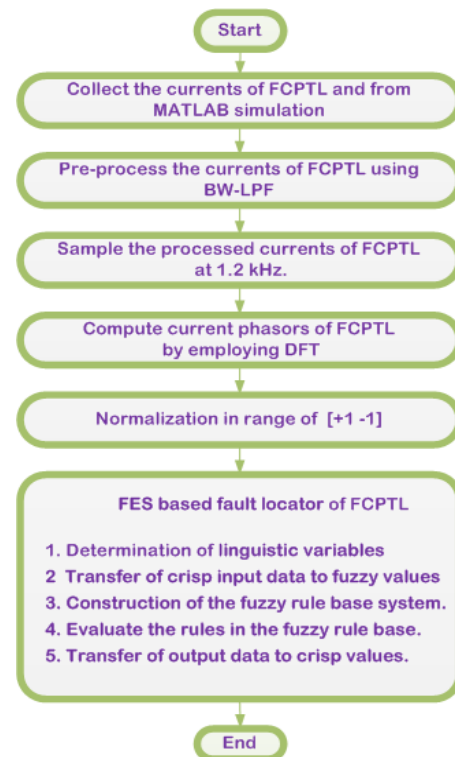 Start
Collect the currents of FCPTL and from
MATLAB simulation
Pre-process the currents of FCPTL using
BW-LPF
Sample the processed currents of FCPTL
at 1.2 kHz.
Compute current phasors of FCPTL
by employing DFT
Normalization in range of [+1 -1]
FES based fault locator of FCPTL
1. Determination of linguistic variables
2 Transfer of crisp input data to fuzzy values
3. Construction of the fuzzy rule base system.
4. Evaluate the rules in the fuzzy rule base.
5. Transfer of output data to crisp values.
End